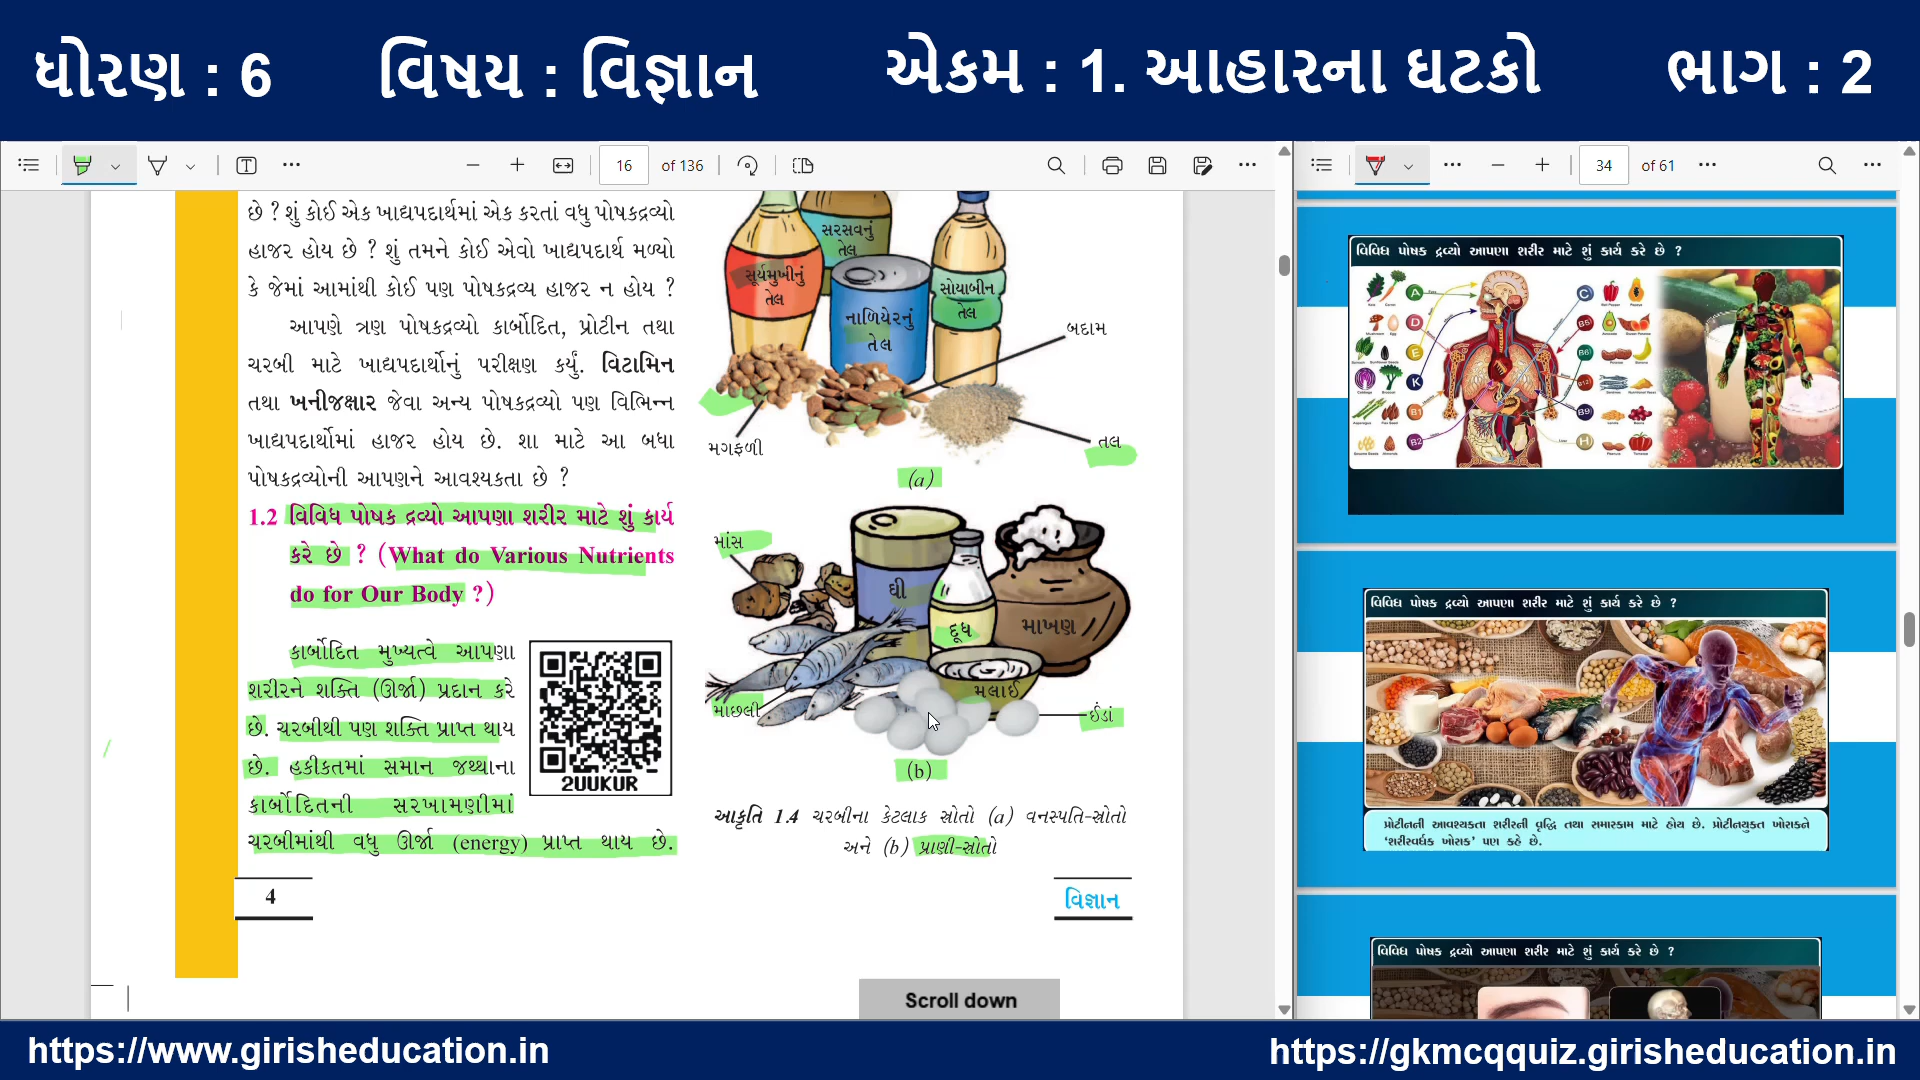 ધોરણ : 6 વિષય : વિજ્ઞાન એકમ : 1. આહારના ઘટકો ભાગ : 2
16 of 136
34 of 61
છે ? શું કોઈ એક ખાદ્યપદાર્થમાં એક કરતાં વધુ પોષકદ્રવ્યો
હાજર હોય છે ? શું તમને કોઈ એવો ખાદ્યપદાર્થ મળ્યો
કે જેમાં આમાંથી કોઈ પણ પોષકદ્રવ્ય હાજર ન હોય ?
આપણે ત્રણ પોષકદ્રવ્યો કાર્બોદિત, પ્રોટીન તથા
ચરબી માટે ખાદ્યપદાર્થોનું પરીક્ષણ કર્યું. વિટામિન
તથા ખનીજક્ષાર જેવા અન્ય પોષકદ્રવ્યો પણ વિભિન્ન
ખાદ્યપદાર્થોમાં હાજર હોય છે. શા માટે આ બધા
પોષકદ્રવ્યોની આપણને આવશ્યકતા છે ?
1.2 વિવિધ પોષક દ્રવ્યો આપણા શરીર માટે શું કાર્ય
કરે છે ? (What do Various Nutrients
do for Our Body ?)
કાર્બોદિત મુખ્યત્વે આપણા
શરીરને શક્તિ (ઊર્જા) પ્રદાન કરે
છે. ચરબીથી પણ શક્તિ પ્રાપ્ત થાય
છે. હકીકતમાં સમાન જથ્થાના
કાર્બોદિતની સરખામણીમાં
ચરબીમાંથી વધુ ઊર્જા (energy) પ્રાપ્ત થાય છે.
2UUKUR
4
સરસવનું
તેલ
સૂર્યમુખીનું
તેલ
નાળિયેરનું
તેલ
સોયાબીન
તેલ
બદામ
મગફળી
તલ
(a)
માંસ
ઘી
દૂધ
માખણ
મલાઈ
માછલી
ઈંડાં
(b)
આકૃતિ 1.4 ચરબીના કેટલાક સ્રોતો (a) વનસ્પતિ-સ્રોતો
અને (b) પ્રાણી-સ્રોતો
વિજ્ઞાન
Scroll down
વિવિધ પોષક દ્રવ્યો આપણા શરીર માટે શું કાર્ય કરે છે ?
A
D
E
K
B1
B2
C
B5
B6
B12
B9
H
વિવિધ પોષક દ્રવ્યો આપણા શરીર માટે શું કાર્ય કરે છે ?
પ્રોટીનની આવશ્યકતા શરીરની વૃદ્ધિ તથા સમારકામ માટે હોય છે. પ્રોટીનયુક્ત ખોરાકને
‘શરીરવર્ધક ખોરાક’ પણ કહે છે.
વિવિધ પોષક દ્રવ્યો આપણા શરીર માટે શું કાર્ય કરે છે ?
https://www.girisheducation.in
https://gkmcqquiz.girisheducation.in